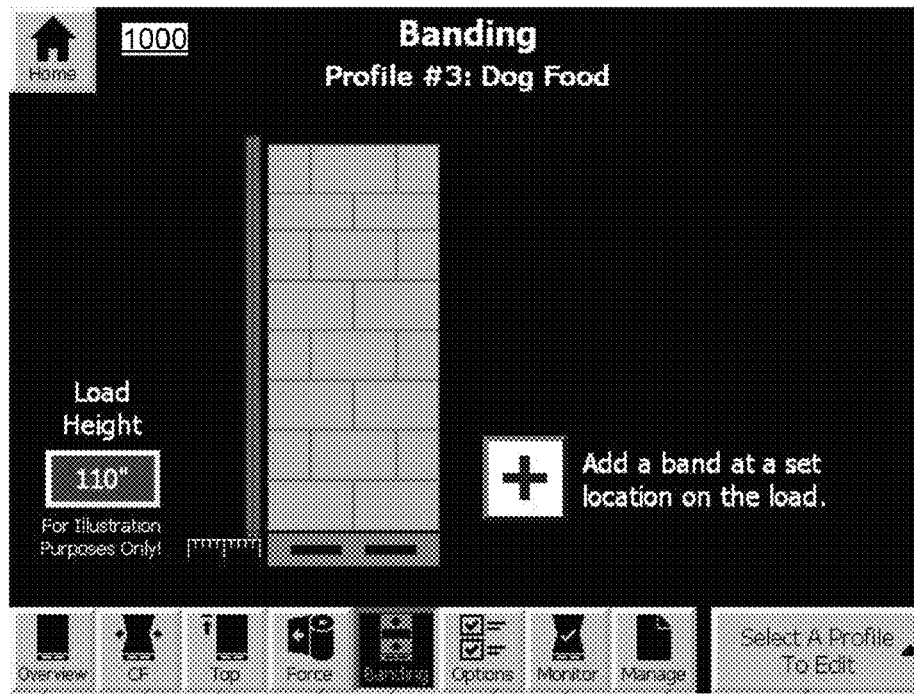 Home
1000
Banding
Profile #3: Dog Food
Load
Height
110"
For Illustration
Purposes Only!
Add a band at a set
location on the load.
Overview
CF
Top
Force
Banding
Options
Monitor
Manage
Select A Profile
To Edit